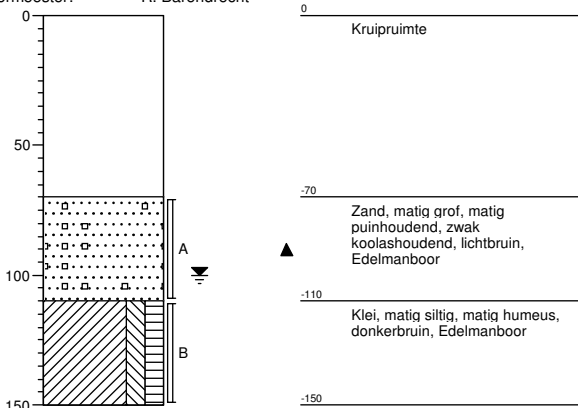 R. Barendrecht
0
0
Kruipruimte
50
-70
Zand, matig grof, matig
puinhoudend, zwak
koolashoudend, lichtbruin,
Edelmanboor
A
100
-110
Klei, matig siltig, matig humeus,
donkerbruin, Edelmanboor
B
150
-150